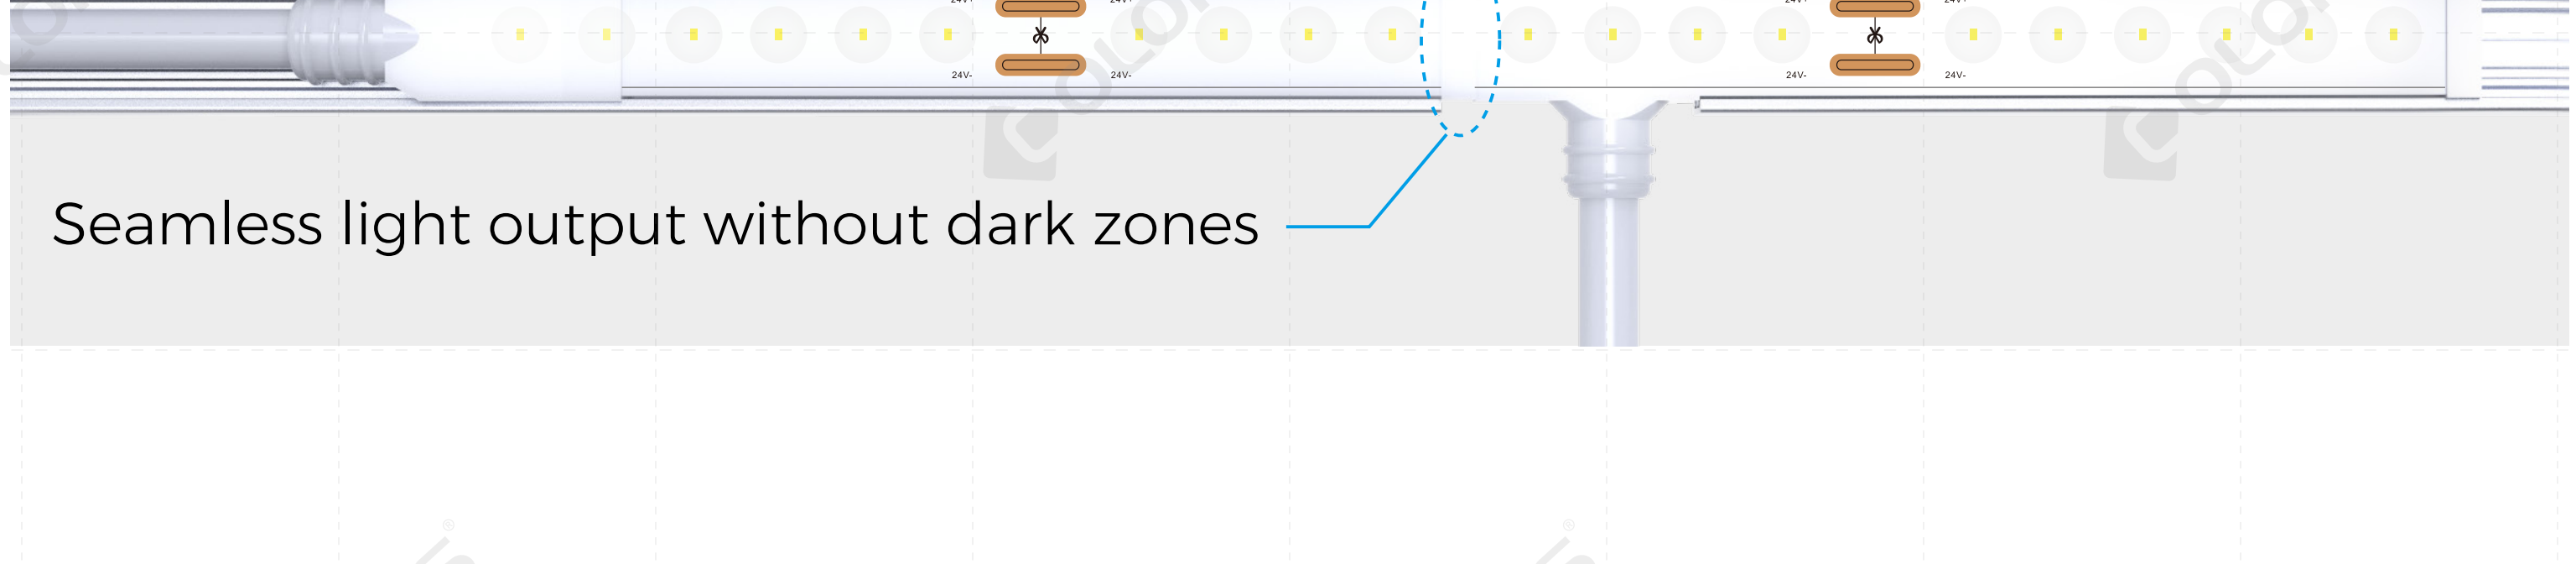 24V- 24V- 24V- 24V-
Seamless light output without dark zones